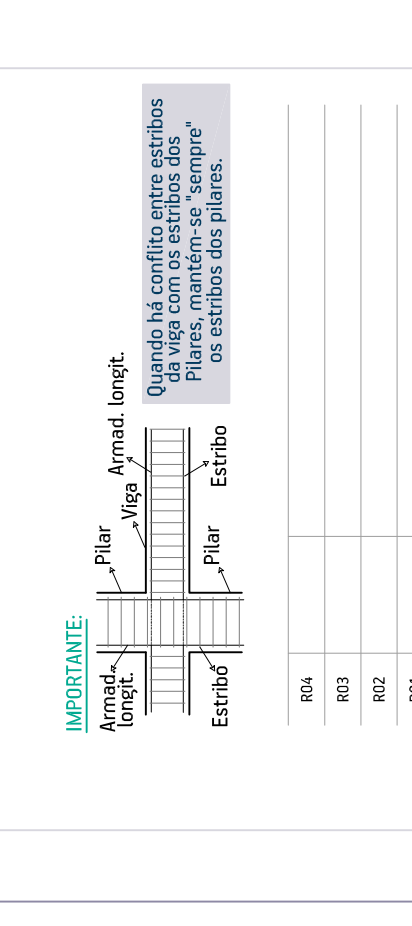 IMPORTANTE:
Armad.
longit.
Pilar
Viga
Armad. longit.
Estribo
Pilar
Estribo
Quando há conflito entre estribos
da viga com os estribos dos
Pilares, mantém-se "sempre"
os estribos dos pilares.
R04
R03
R02